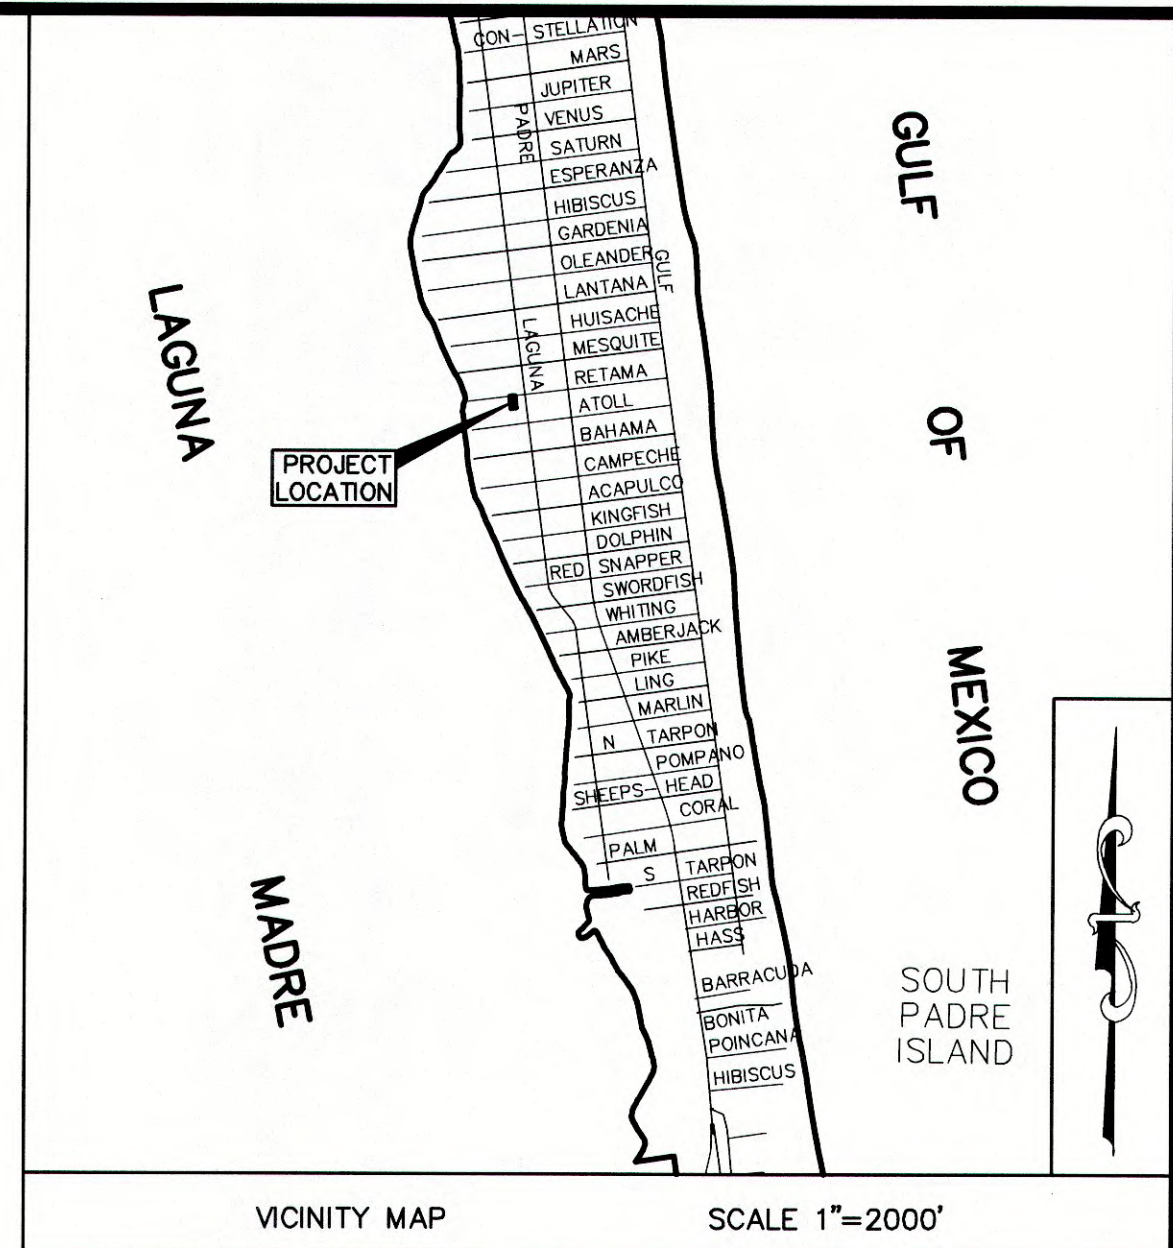 CON- STELLATION
MARS
JUPITER
PADRE
VENUS
SATURN
ESPERANZA
HIBISCUS
GARDENIA
OLEANDER
GULF
LANTANA
HUISACHE
LAGUNA
MESQUITE
RETAMA
ATOLL
BAHAMA
CAMPECHE
ACAPULCO
KINGFISH
DOLPHIN
RED SNAPPER
SWORDFISH
WHITING
AMBERJACK
PIKE
LING
MARLIN
N TARPON
POMPANO
SHEEPS- HEAD
CORAL
PALM
S TARPON
REDFISH
HARBOR
HASS
BARRACUDA
BONITA
POINCANA
HIBISCUS
LAGUNA
MADRE
PROJECT
LOCATION
GULF
OF
MEXICO
SOUTH
PADRE
ISLAND
VICINITY MAP
SCALE 1"=2000'